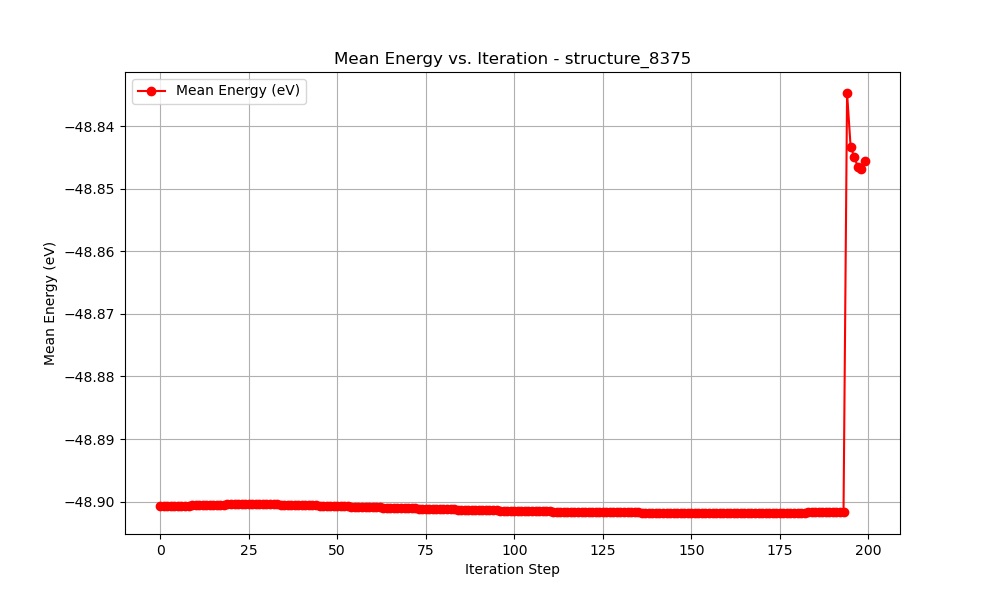 Mean Energy vs. Iteration - structure_8375
Mean Energy (eV)
−48.84
−48.85
−48.86
−48.87
−48.88
−48.89
−48.90
Mean Energy (eV)
0 25 50 75 100 125 150 175 200
Iteration Step